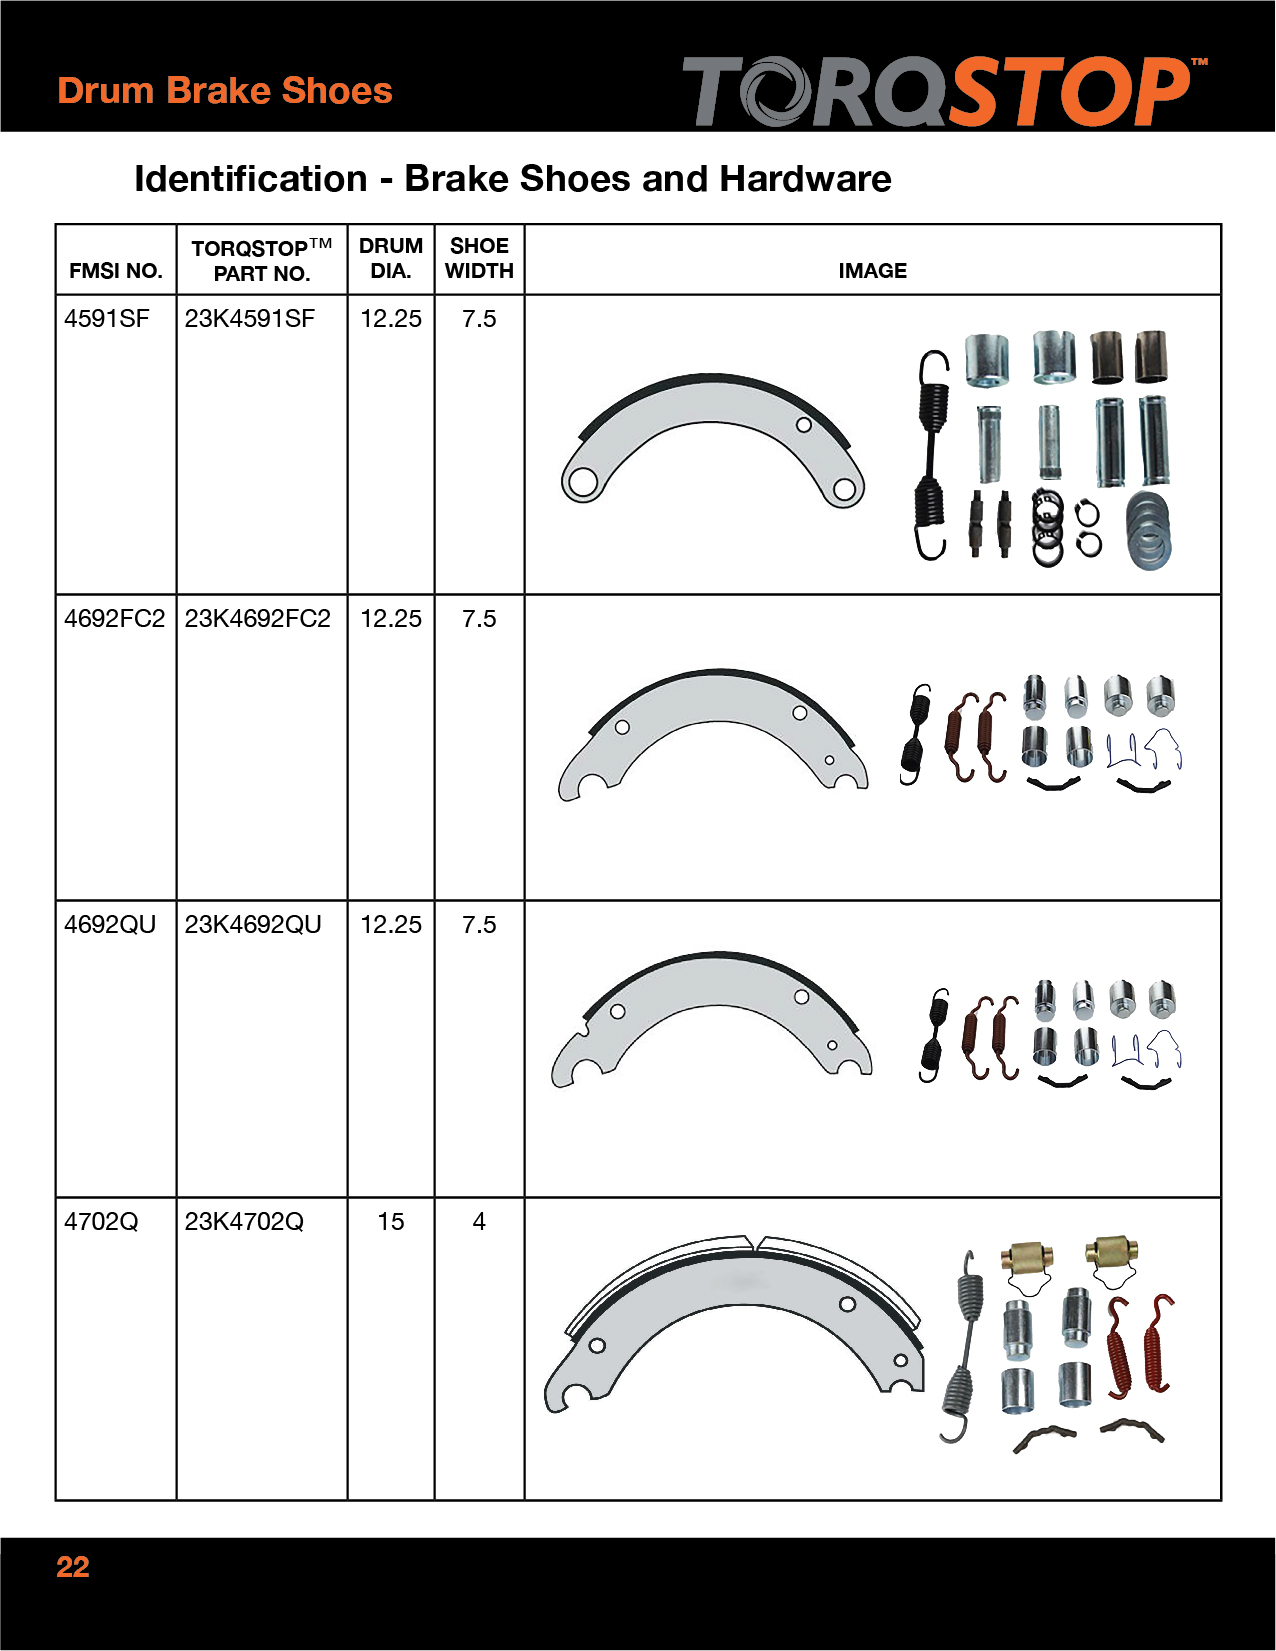 Drum Brake Shoes
TORQSTOP™
Identification - Brake Shoes and Hardware
FMSI NO. TORQSTOP™ PART NO. DRUM DIA. SHOE WIDTH IMAGE
4591SF 23K4591SF 12.25 7.5
4692FC2 23K4692FC2 12.25 7.5
4692QU 23K4692QU 12.25 7.5
4702Q 23K4702Q 15 4
22